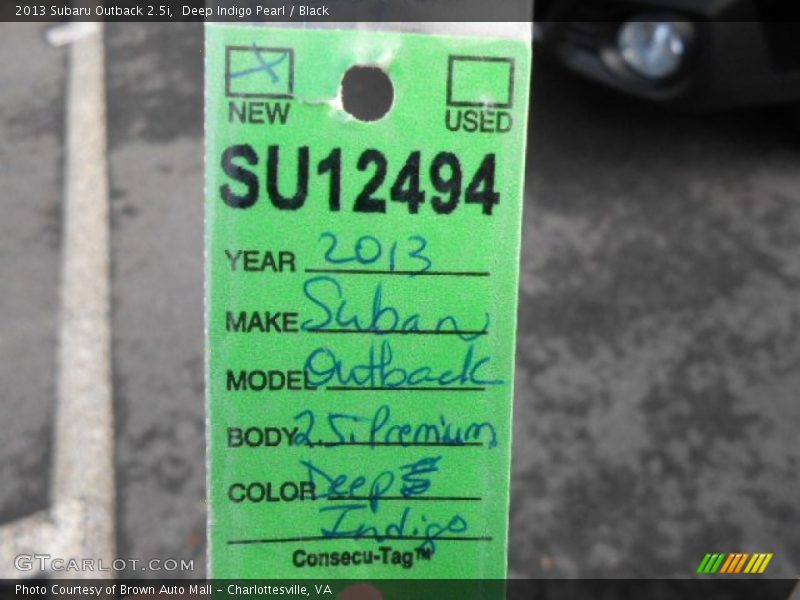 2013 Subaru Outback 2.5i, Deep Indigo Pearl / Black
NEW USED
SU12494
YEAR 2013
MAKE Subaru
MODEL Outback
BODY 2.5i Premium
COLOR Deep
Indigo
Consecu-Tag™
GTCARLOT.COM
Photo Courtesy of Brown Auto Mall - Charlottesville, VA